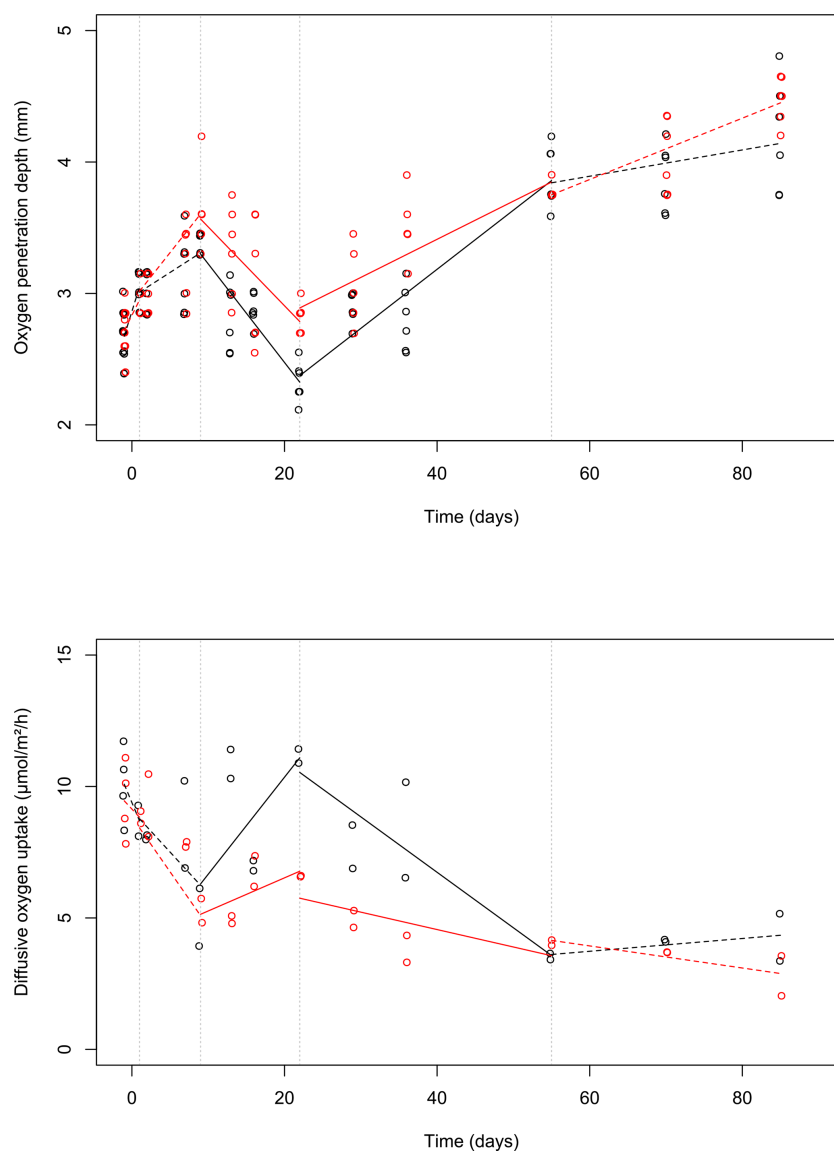 Oxygen penetration depth (mm)
5
4
3
2
0 20 40 60 80
Time (days)
Diffusive oxygen uptake (µmol/m²/h)
15
10
5
0
0 20 40 60 80
Time (days)